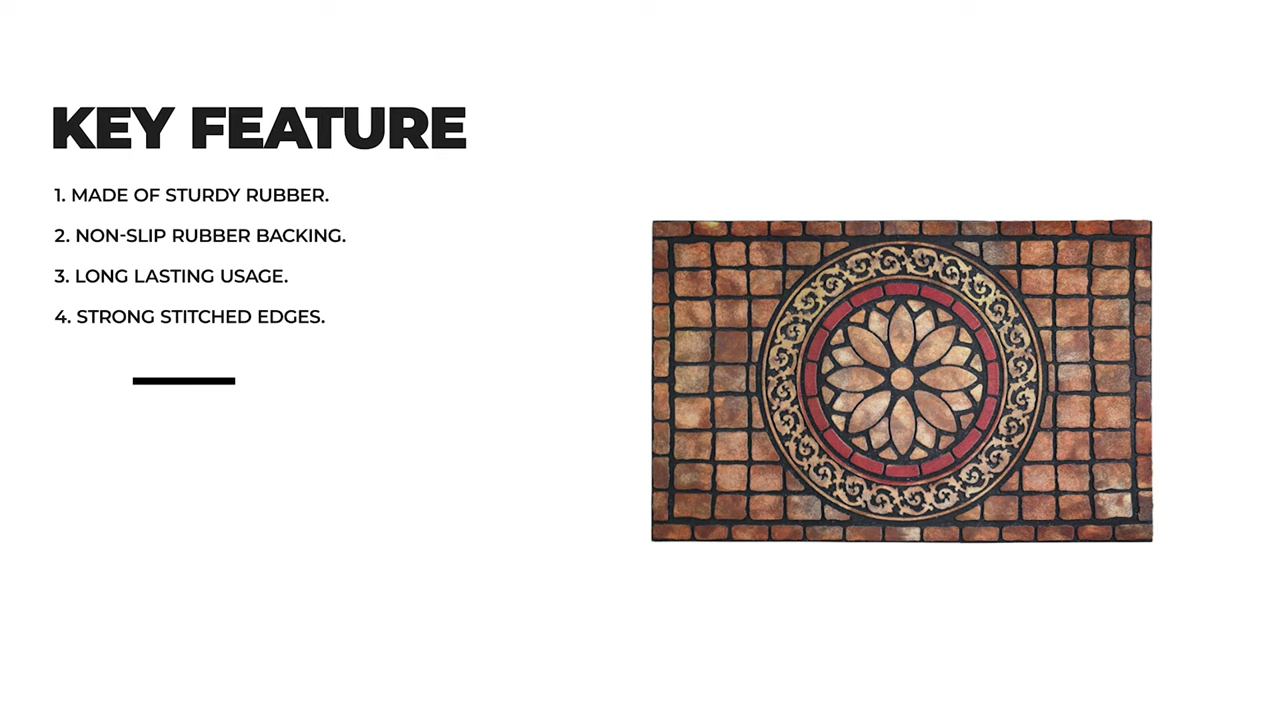 KEY FEATURE
1. MADE OF STURDY RUBBER.
2. NON-SLIP RUBBER BACKING.
3. LONG LASTING USAGE.
4. STRONG STITCHED EDGES.